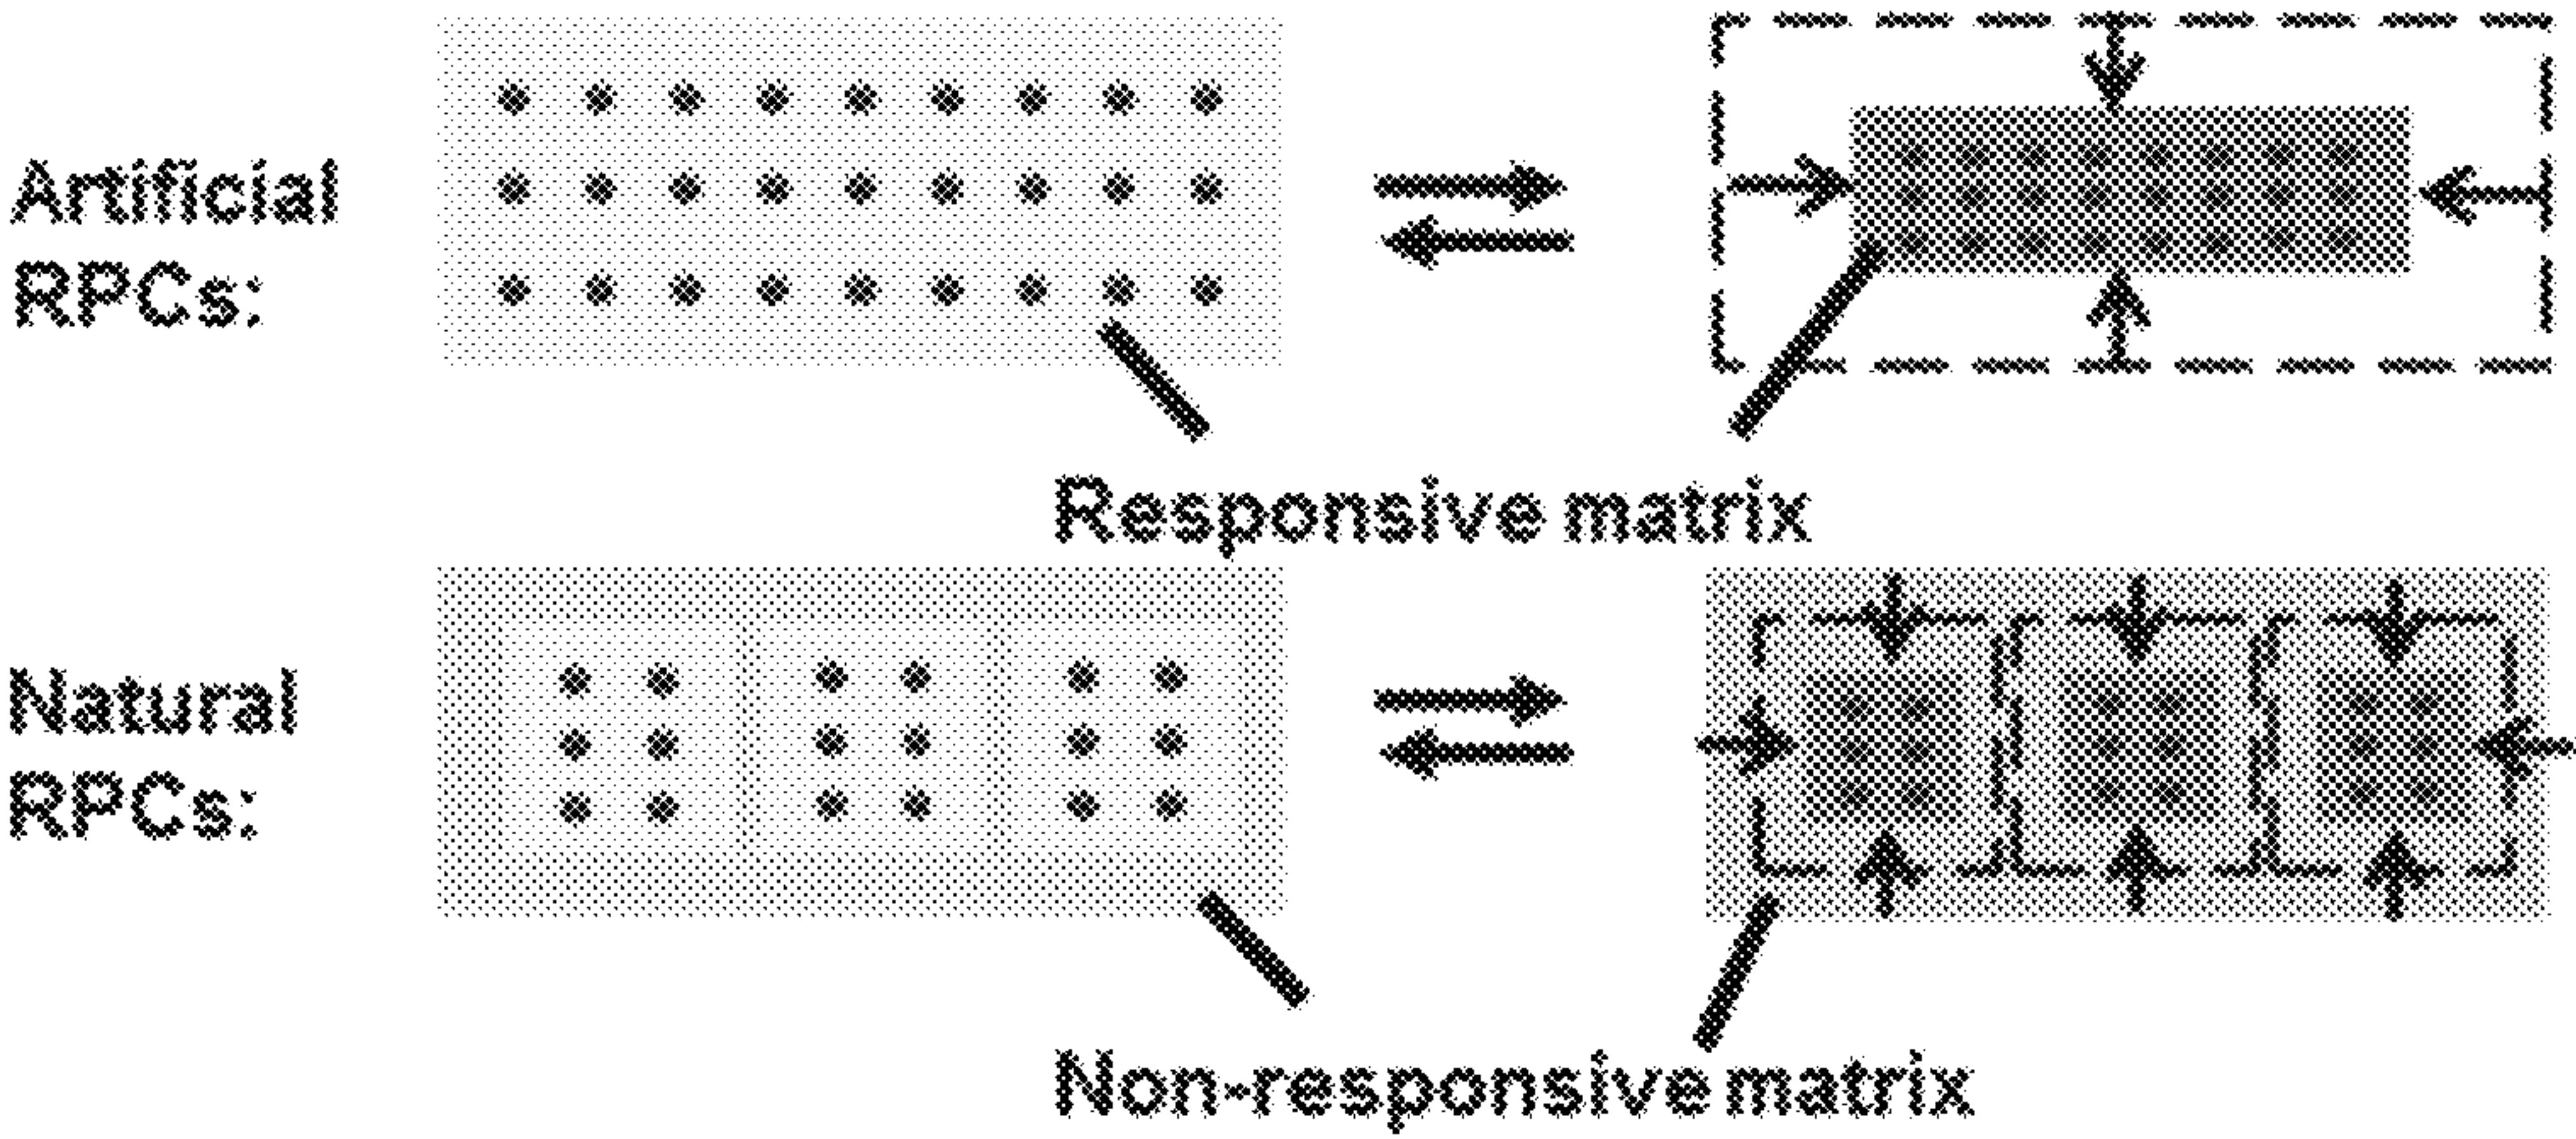 Artificial
RPCs:
Responsive matrix
Natural
RPCs:
Non-responsive matrix